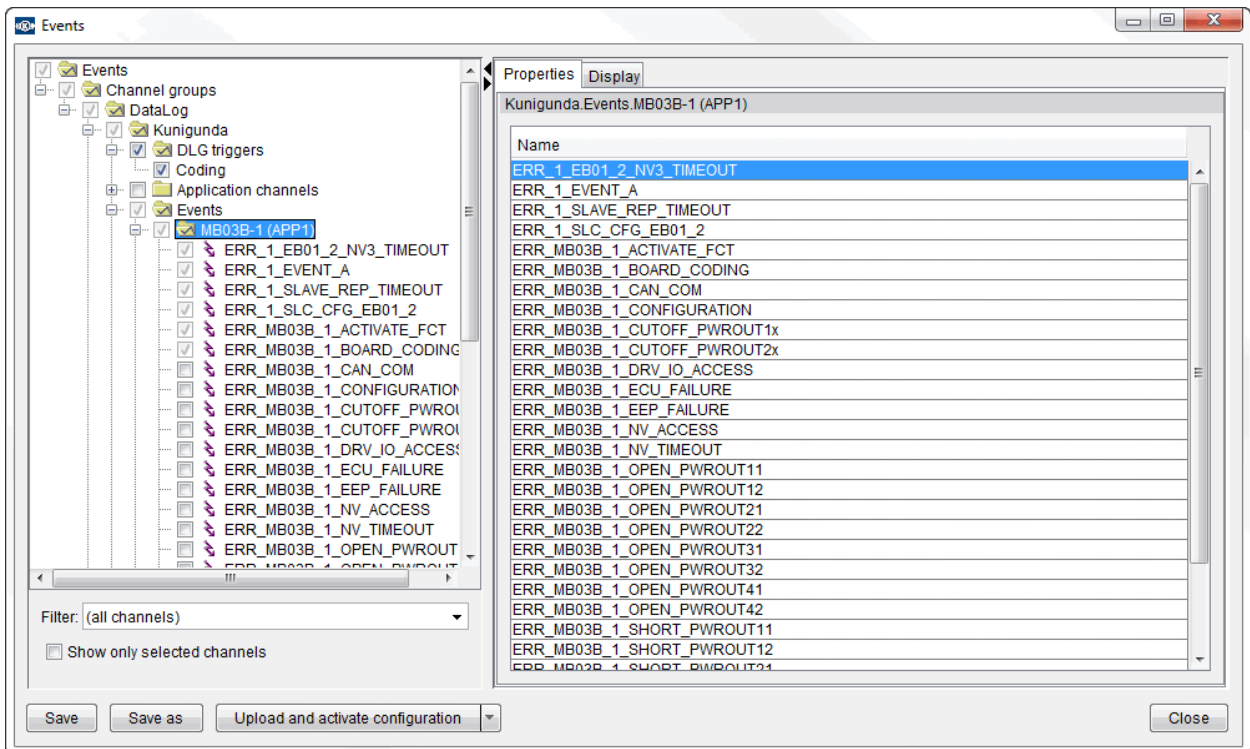 Events
Events
Channel groups
DataLog
Kunigunda
DLG triggers
Coding
Application channels
Events
MB03B-1 (APP1)
ERR_1_EB01_2_NV3_TIMEOUT
ERR_1_EVENT_A
ERR_1_SLAVE_REP_TIMEOUT
ERR_1_SLC_CFG_EB01_2
ERR_MB03B_1_ACTIVATE_FCT
ERR_MB03B_1_BOARD_CODING
ERR_MB03B_1_CAN_COM
ERR_MB03B_1_CONFIGURATION
ERR_MB03B_1_CUTOFF_PWROU
ERR_MB03B_1_CUTOFF_PWROU
ERR_MB03B_1_DRV_IO_ACCESS
ERR_MB03B_1_ECU_FAILURE
ERR_MB03B_1_EEP_FAILURE
ERR_MB03B_1_NV_ACCESS
ERR_MB03B_1_NV_TIMEOUT
ERR_MB03B_1_OPEN_PWROUT
ERR_MB03B_1_OPEN_PWROUT
Filter: (all channels)
Show only selected channels
Properties Display
Kunigunda.Events.MB03B-1 (APP1)
Name
ERR_1_EB01_2_NV3_TIMEOUT
ERR_1_EVENT_A
ERR_1_SLAVE_REP_TIMEOUT
ERR_1_SLC_CFG_EB01_2
ERR_MB03B_1_ACTIVATE_FCT
ERR_MB03B_1_BOARD_CODING
ERR_MB03B_1_CAN_COM
ERR_MB03B_1_CONFIGURATION
ERR_MB03B_1_CUTOFF_PWROUT1x
ERR_MB03B_1_CUTOFF_PWROUT2x
ERR_MB03B_1_DRV_IO_ACCESS
ERR_MB03B_1_ECU_FAILURE
ERR_MB03B_1_EEP_FAILURE
ERR_MB03B_1_NV_ACCESS
ERR_MB03B_1_NV_TIMEOUT
ERR_MB03B_1_OPEN_PWROUT11
ERR_MB03B_1_OPEN_PWROUT12
ERR_MB03B_1_OPEN_PWROUT21
ERR_MB03B_1_OPEN_PWROUT22
ERR_MB03B_1_OPEN_PWROUT31
ERR_MB03B_1_OPEN_PWROUT32
ERR_MB03B_1_OPEN_PWROUT41
ERR_MB03B_1_OPEN_PWROUT42
ERR_MB03B_1_SHORT_PWROUT11
ERR_MB03B_1_SHORT_PWROUT12
ERR_MB03B_1_SHORT_PWROUT21
Save Save as Upload and activate configuration Close